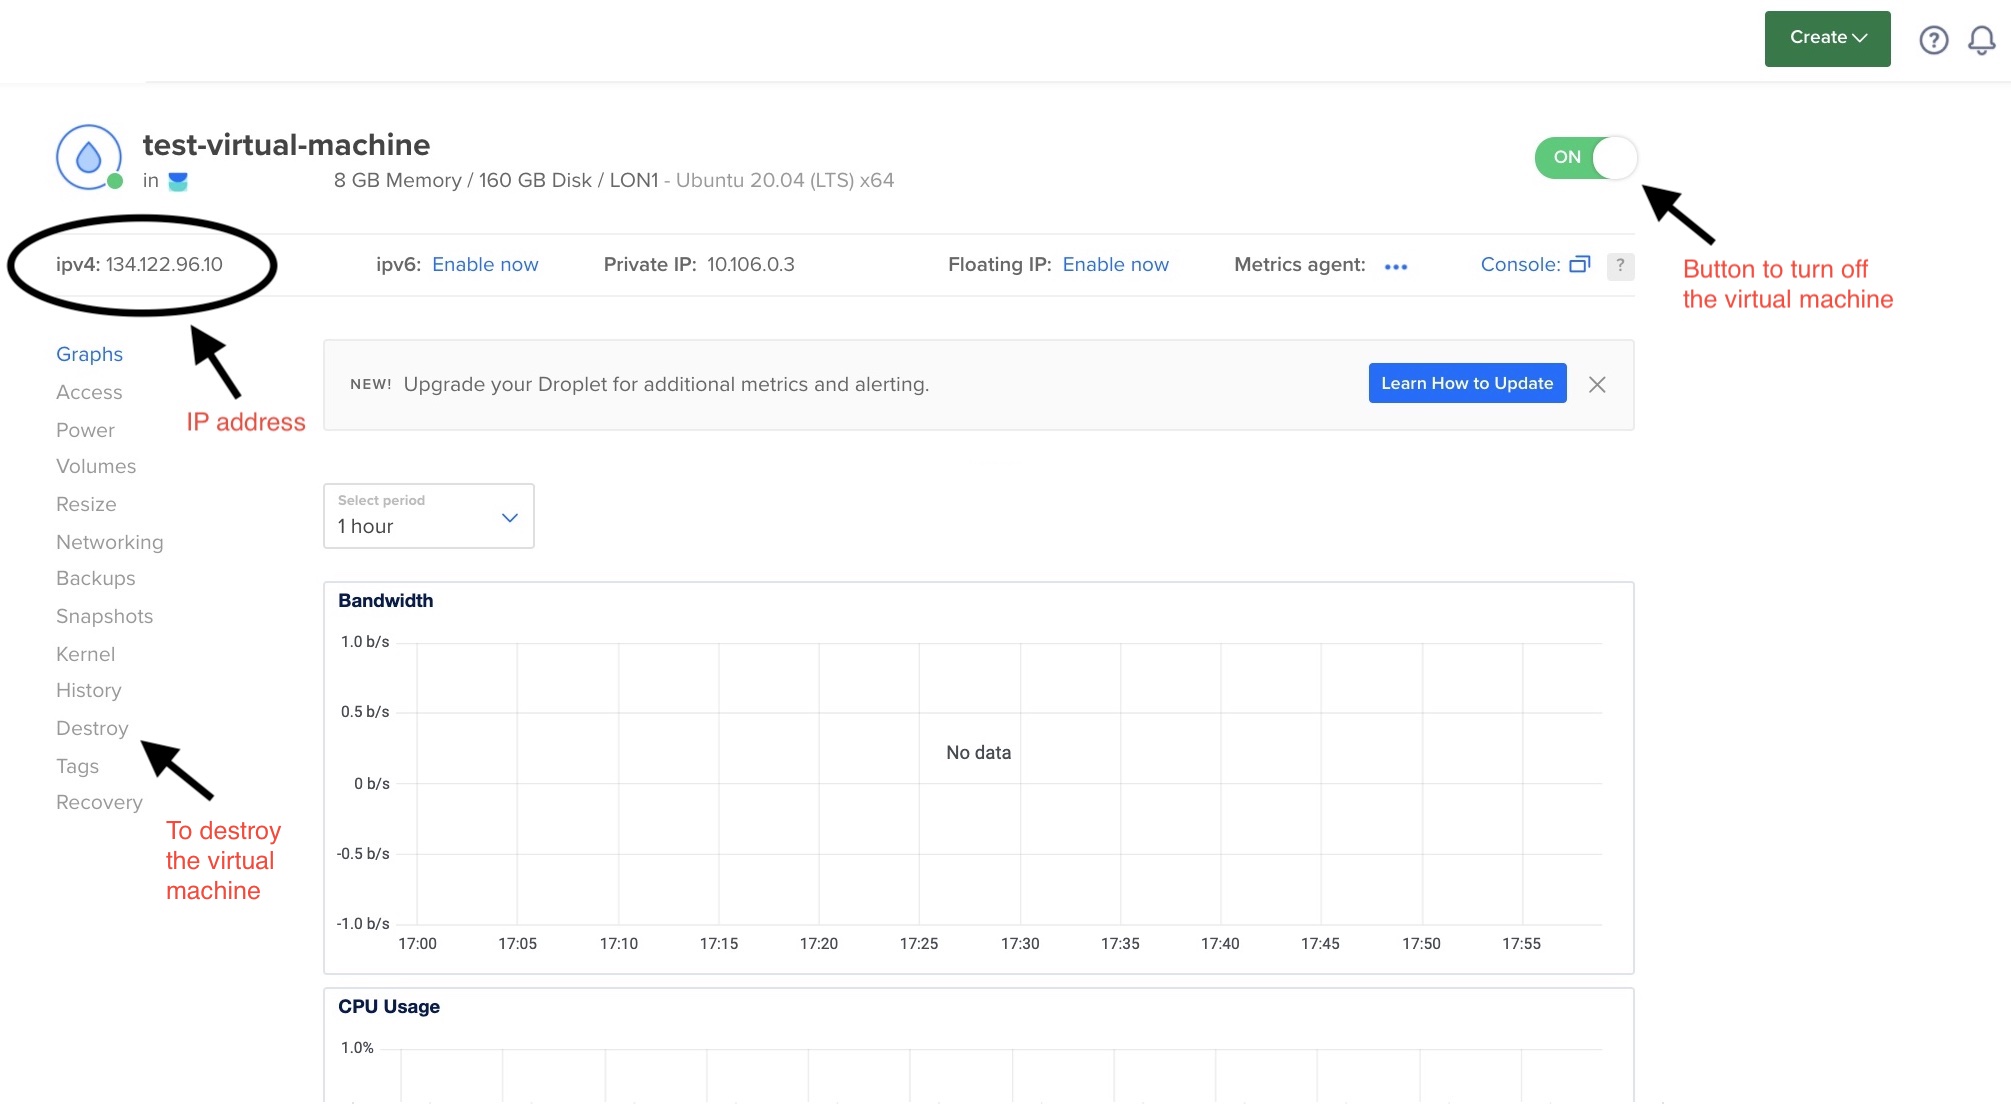 Create
?
test-virtual-machine
in
8 GB Memory / 160 GB Disk / LON1 - Ubuntu 20.04 (LTS) x64
ON
ipv4: 134.122.96.10
ipv6: Enable now
Private IP: 10.106.0.3
Floating IP: Enable now
Metrics agent: •••
Console:
?
Button to turn off
the virtual machine
IP address
Graphs
Access
Power
Volumes
Resize
Networking
Backups
Snapshots
Kernel
History
Destroy
Tags
Recovery
To destroy
the virtual
machine
NEW! Upgrade your Droplet for additional metrics and alerting.
Learn How to Update
Select period
1 hour
Bandwidth
1.0 b/s
0.5 b/s
0 b/s
-0.5 b/s
-1.0 b/s
No data
17:00 17:05 17:10 17:15 17:20 17:25 17:30 17:35 17:40 17:45 17:50 17:55
CPU Usage
1.0%